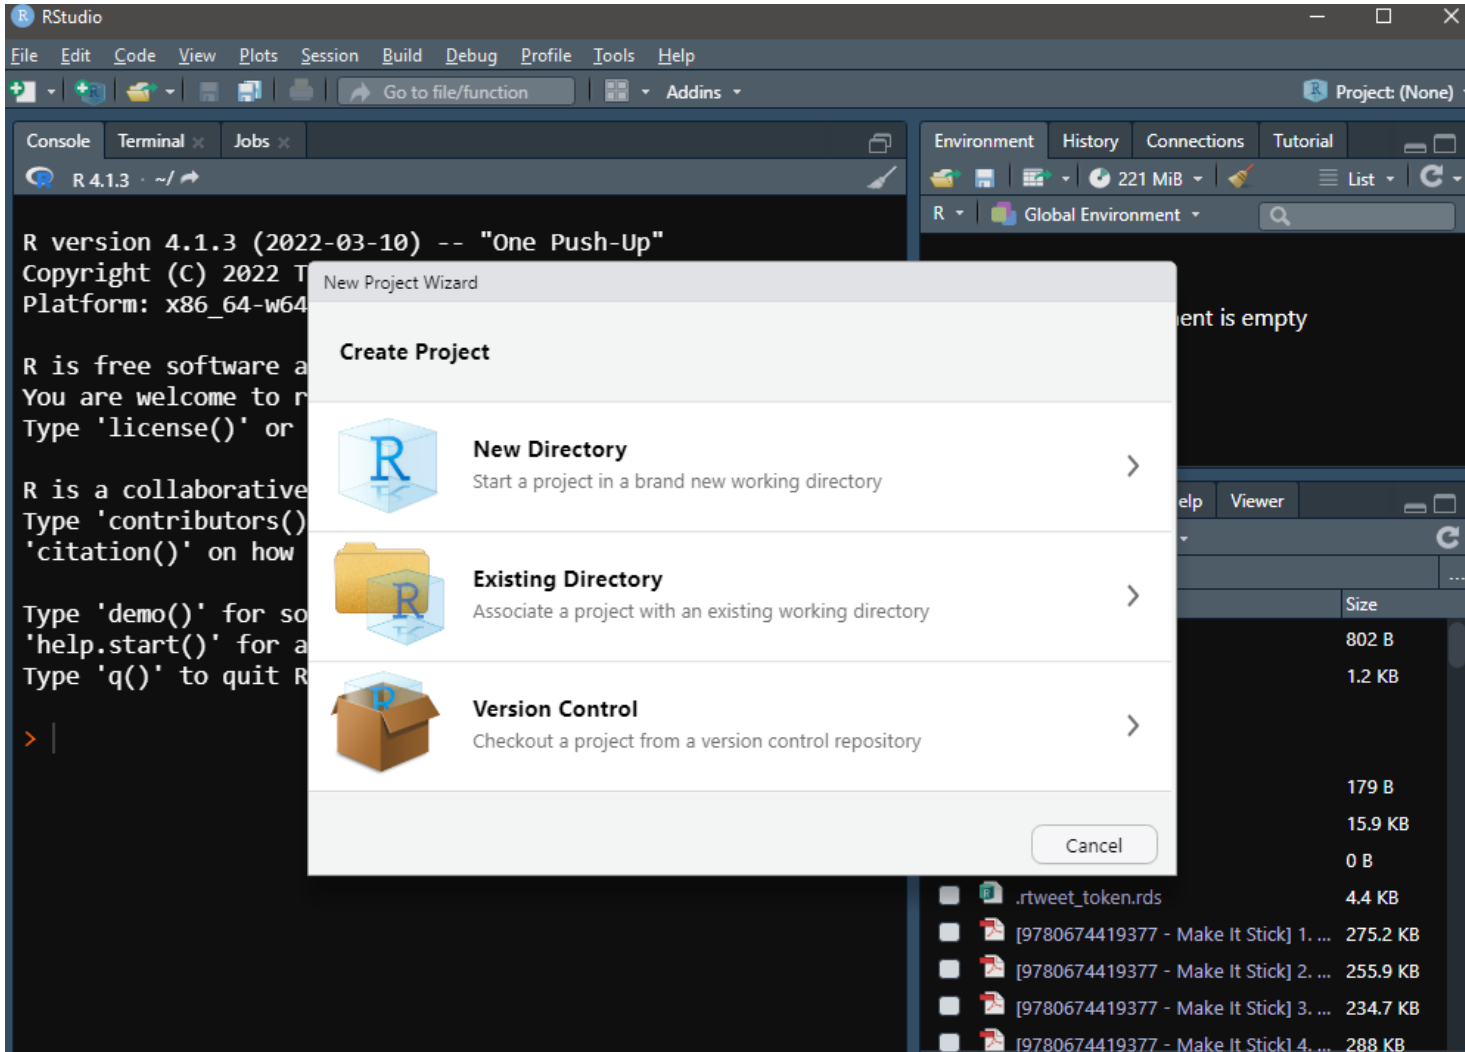 RStudio
File Edit Code View Plots Session Build Debug Profile Tools Help
Go to file/function Addins Project: (None)
Console Terminal Jobs
R 4.1.3 · ~/
R version 4.1.3 (2022-03-10) -- "One Push-Up"
Copyright (C) 2022 T
Platform: x86_64-w64
R is free software a
You are welcome to r
Type 'license()' or
R is a collaborative
Type 'contributors()
'citation()' on how
Type 'demo()' for so
'help.start()' for a
Type 'q()' to quit R
>
New Project Wizard
Create Project
New Directory
Start a project in a brand new working directory
Existing Directory
Associate a project with an existing working directory
Version Control
Checkout a project from a version control repository
Cancel
Environment History Connections Tutorial
221 MiB List
R Global Environment
ent is empty
elp Viewer
...
Size
802 B
1.2 KB
179 B
15.9 KB
0 B
.rtweet_token.rds 4.4 KB
[9780674419377 - Make It Stick] 1. ... 275.2 KB
[9780674419377 - Make It Stick] 2. ... 255.9 KB
[9780674419377 - Make It Stick] 3. ... 234.7 KB
[9780674419377 - Make It Stick] 4. ... 288 KB